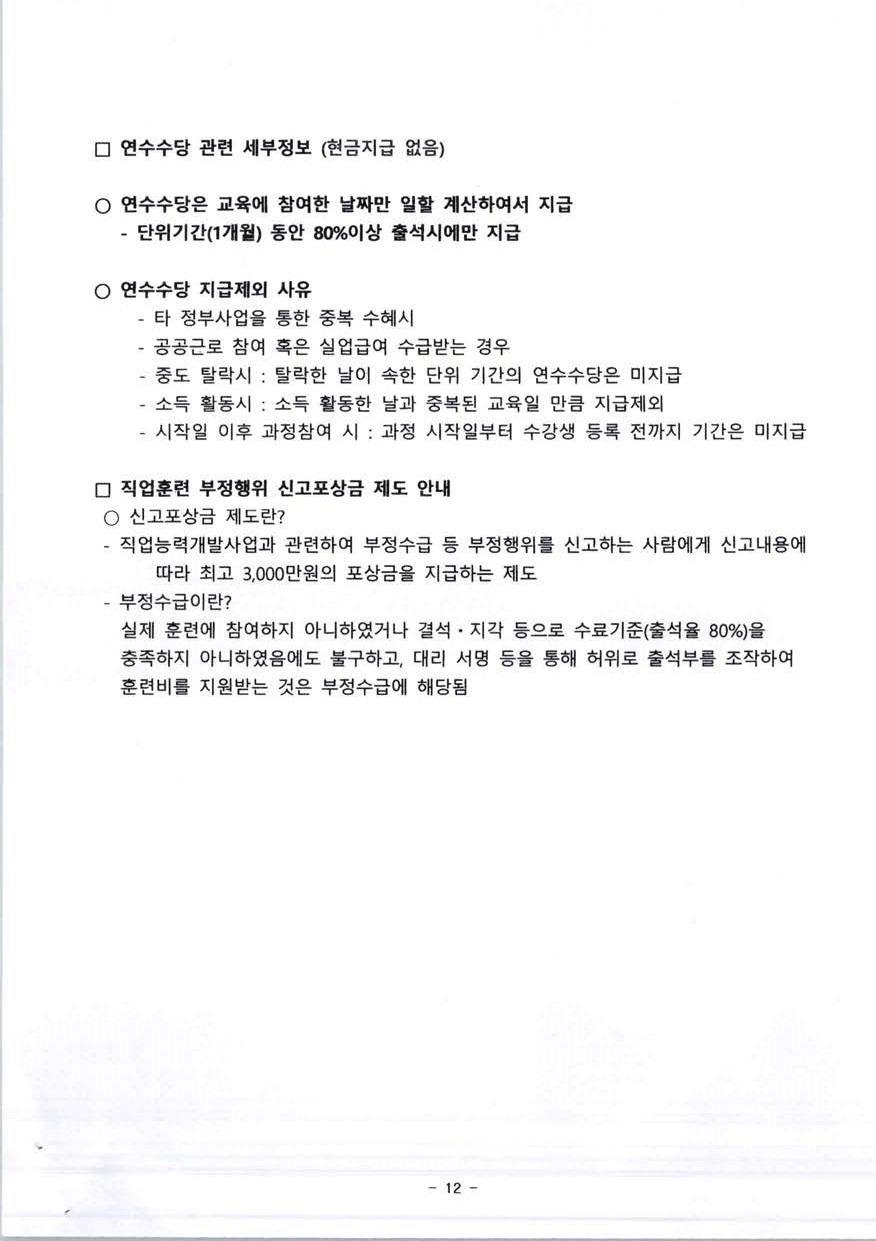 □ 연수수당 관련 세부정보 (현금지급 없음)
○ 연수수당은 교육에 참여한 날짜만 일할 계산하여서 지급
- 단위기간(1개월) 동안 80%이상 출석시에만 지급
○ 연수수당 지급제외 사유
- 타 정부사업을 통한 중복 수혜시
- 공공근로 참여 혹은 실업급여 수급받는 경우
- 중도 탈락시 : 탈락한 날이 속한 단위 기간의 연수수당은 미지급
- 소득 활동시 : 소득 활동한 날과 중복된 교육일 만큼 지급제외
- 시작일 이후 과정참여 시 : 과정 시작일부터 수강생 등록 전까지 기간은 미지급
□ 직업훈련 부정행위 신고포상금 제도 안내
○ 신고포상금 제도란?
- 직업능력개발사업과 관련하여 부정수급 등 부정행위를 신고하는 사람에게 신고내용에
따라 최고 3,000만원의 포상금을 지급하는 제도
- 부정수급이란?
실제 훈련에 참여하지 아니하였거나 결석・지각 등으로 수료기준(출석율 80%)을
충족하지 아니하였음에도 불구하고, 대리 서명 등을 통해 허위로 출석부를 조작하여
훈련비를 지원받는 것은 부정수급에 해당됨
- 12 -